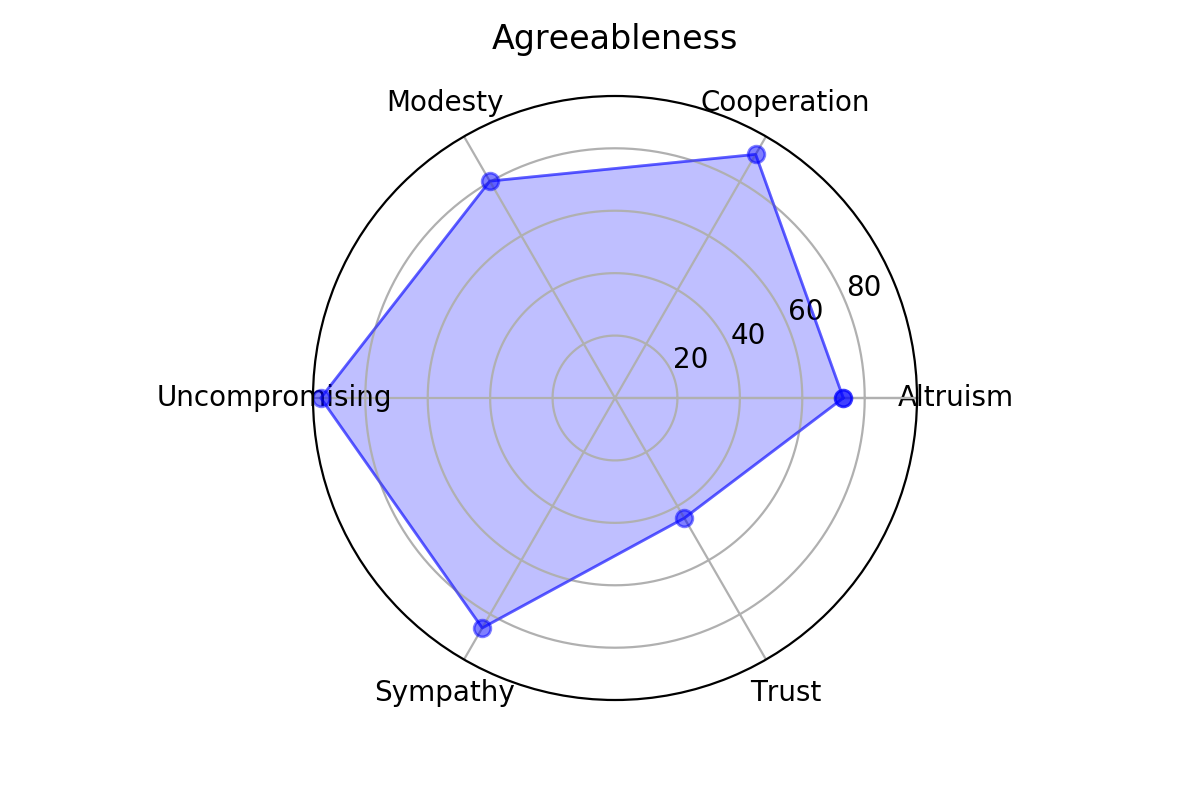 Agreeableness
Modesty
Cooperation
80
60
40
20
Uncompromising
Altruism
Sympathy
Trust